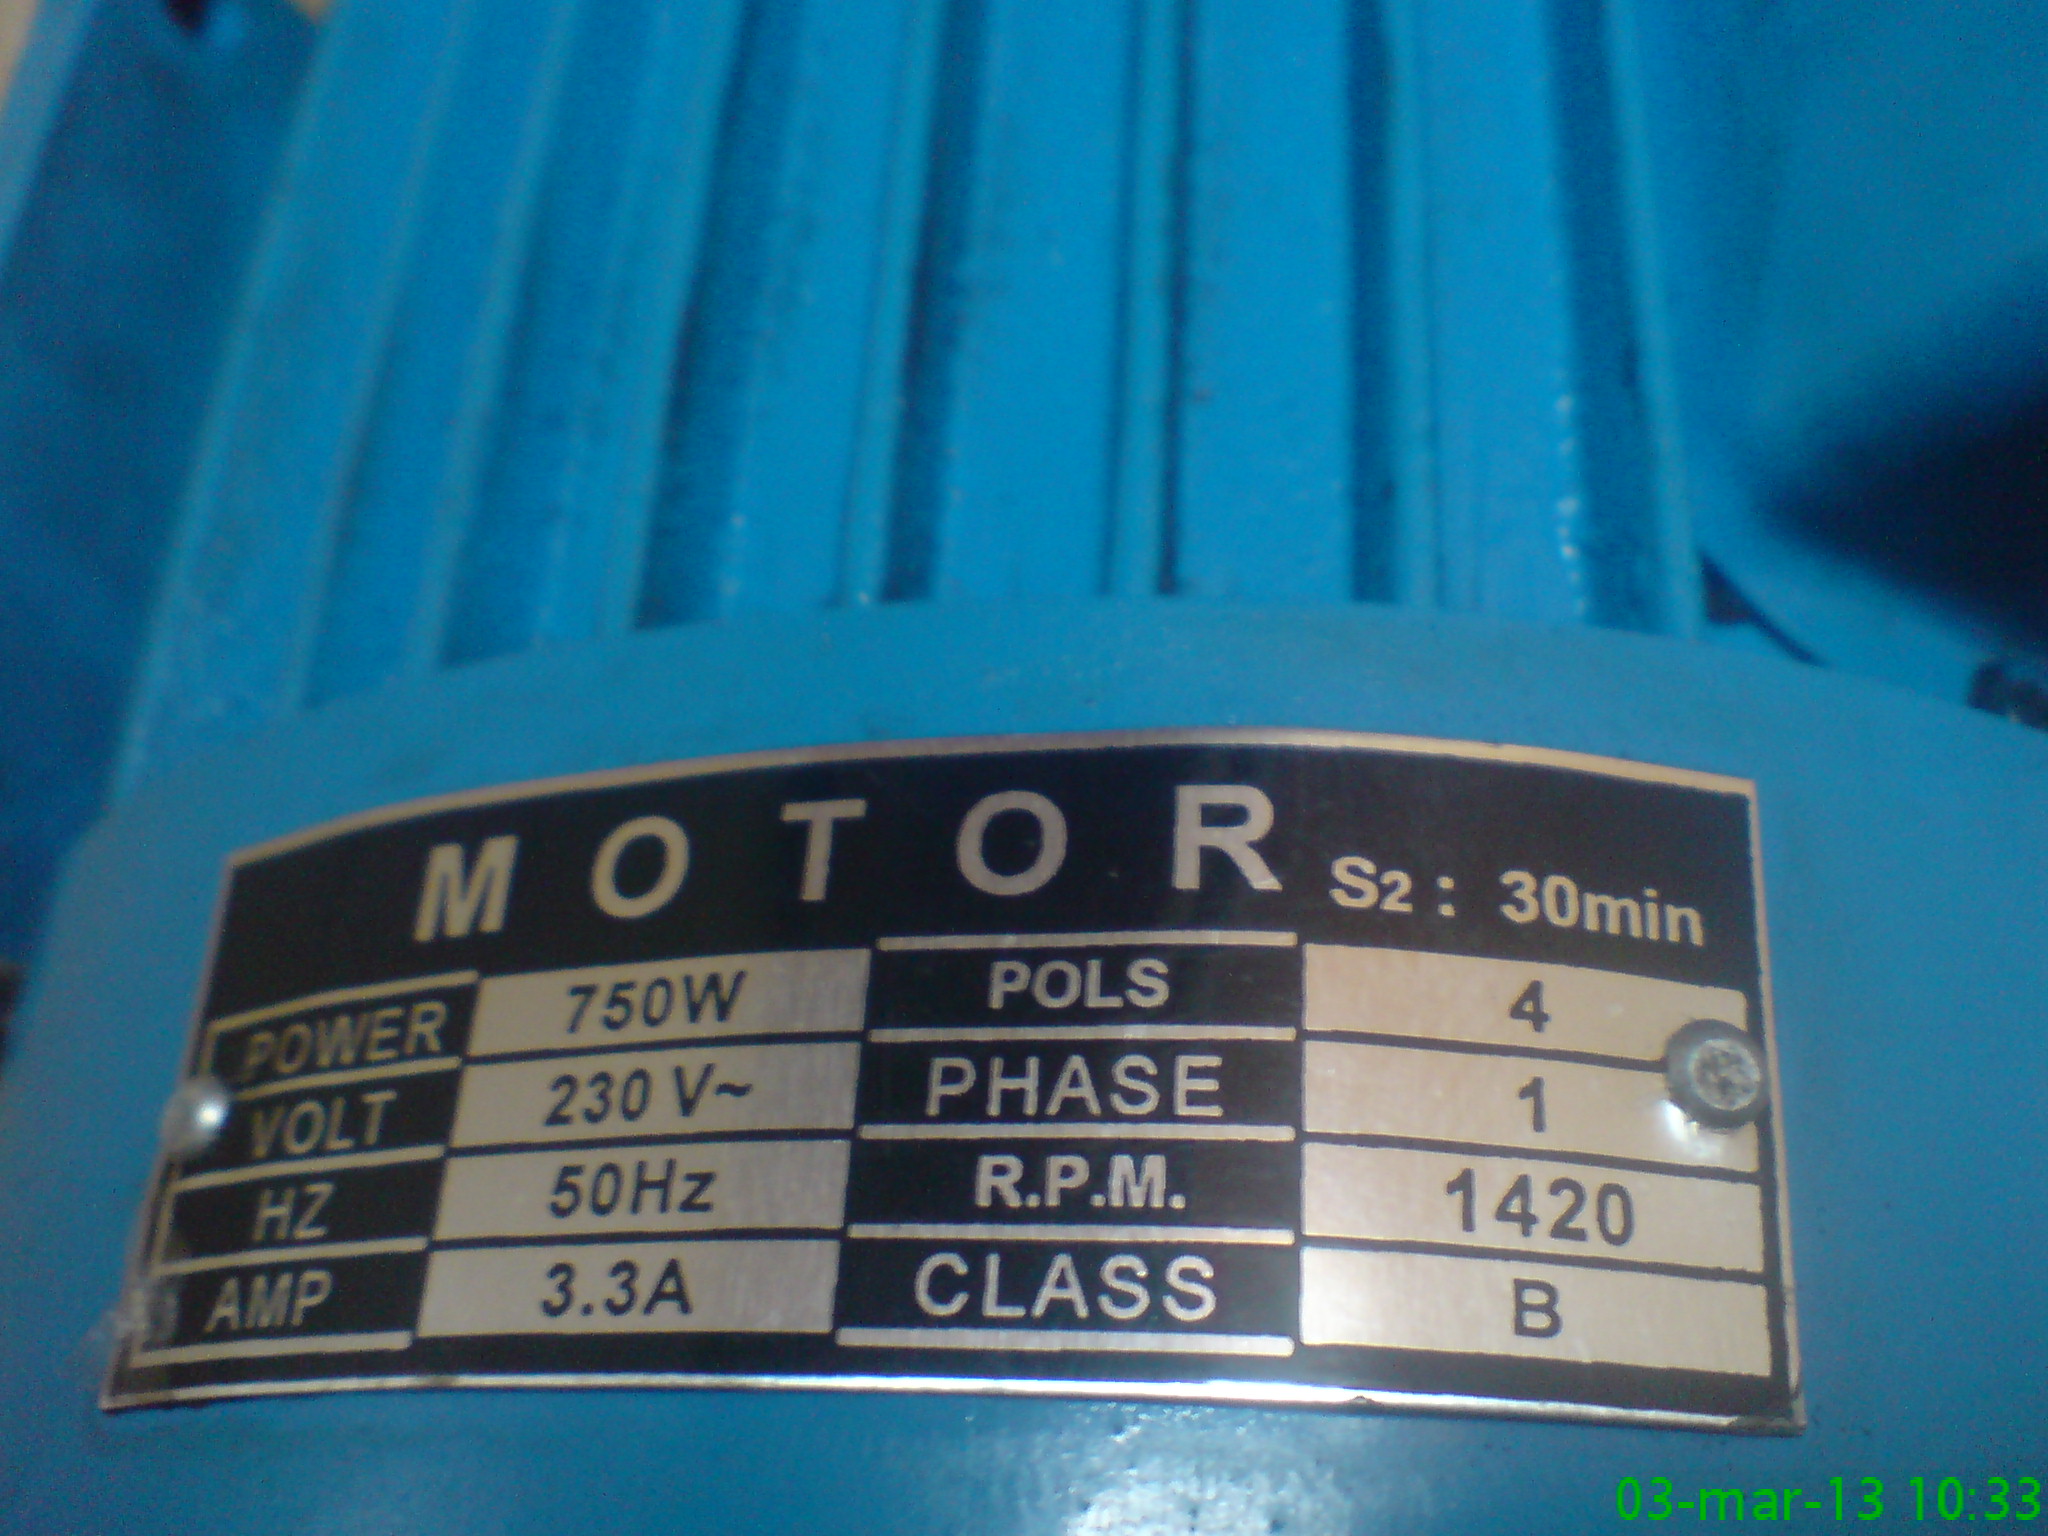 MOTOR S2: 30min
POWER 750W POLS 4
VOLT 230 V~ PHASE 1
HZ 50Hz R.P.M. 1420
AMP 3.3A CLASS B
03-mar-13 10:33